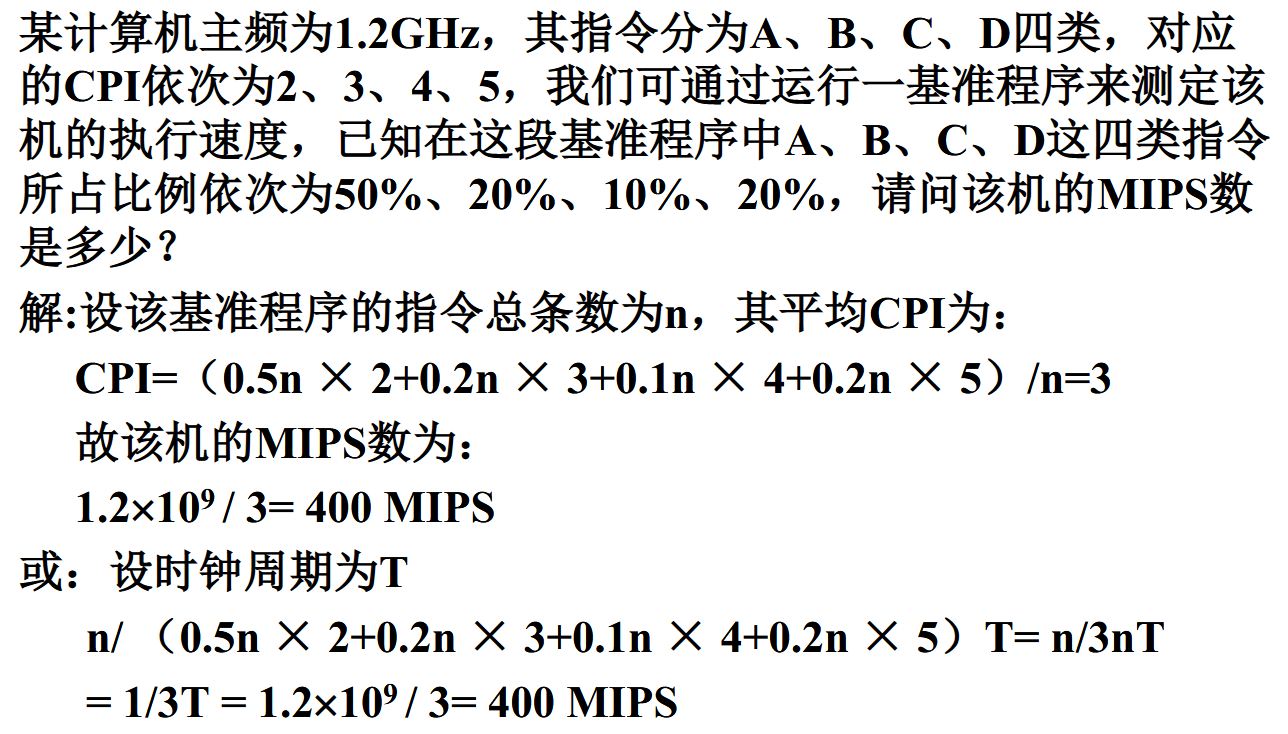 某计算机主频为1.2GHz，其指令分为A、B、C、D四类，对应
的CPI依次为2、3、4、5，我们可通过运行一基准程序来测定该
机的执行速度，已知在这段基准程序中A、B、C、D这四类指令
所占比例依次为50%、20%、10%、20%，请问该机的MIPS数
是多少？
解:设该基准程序的指令总条数为n，其平均CPI为：
CPI=（0.5n × 2+0.2n × 3+0.1n × 4+0.2n × 5）/n=3
故该机的MIPS数为：
1.2×10⁹ / 3= 400 MIPS
或：设时钟周期为T
n/ （0.5n × 2+0.2n × 3+0.1n × 4+0.2n × 5）T= n/3nT
= 1/3T = 1.2×10⁹ / 3= 400 MIPS